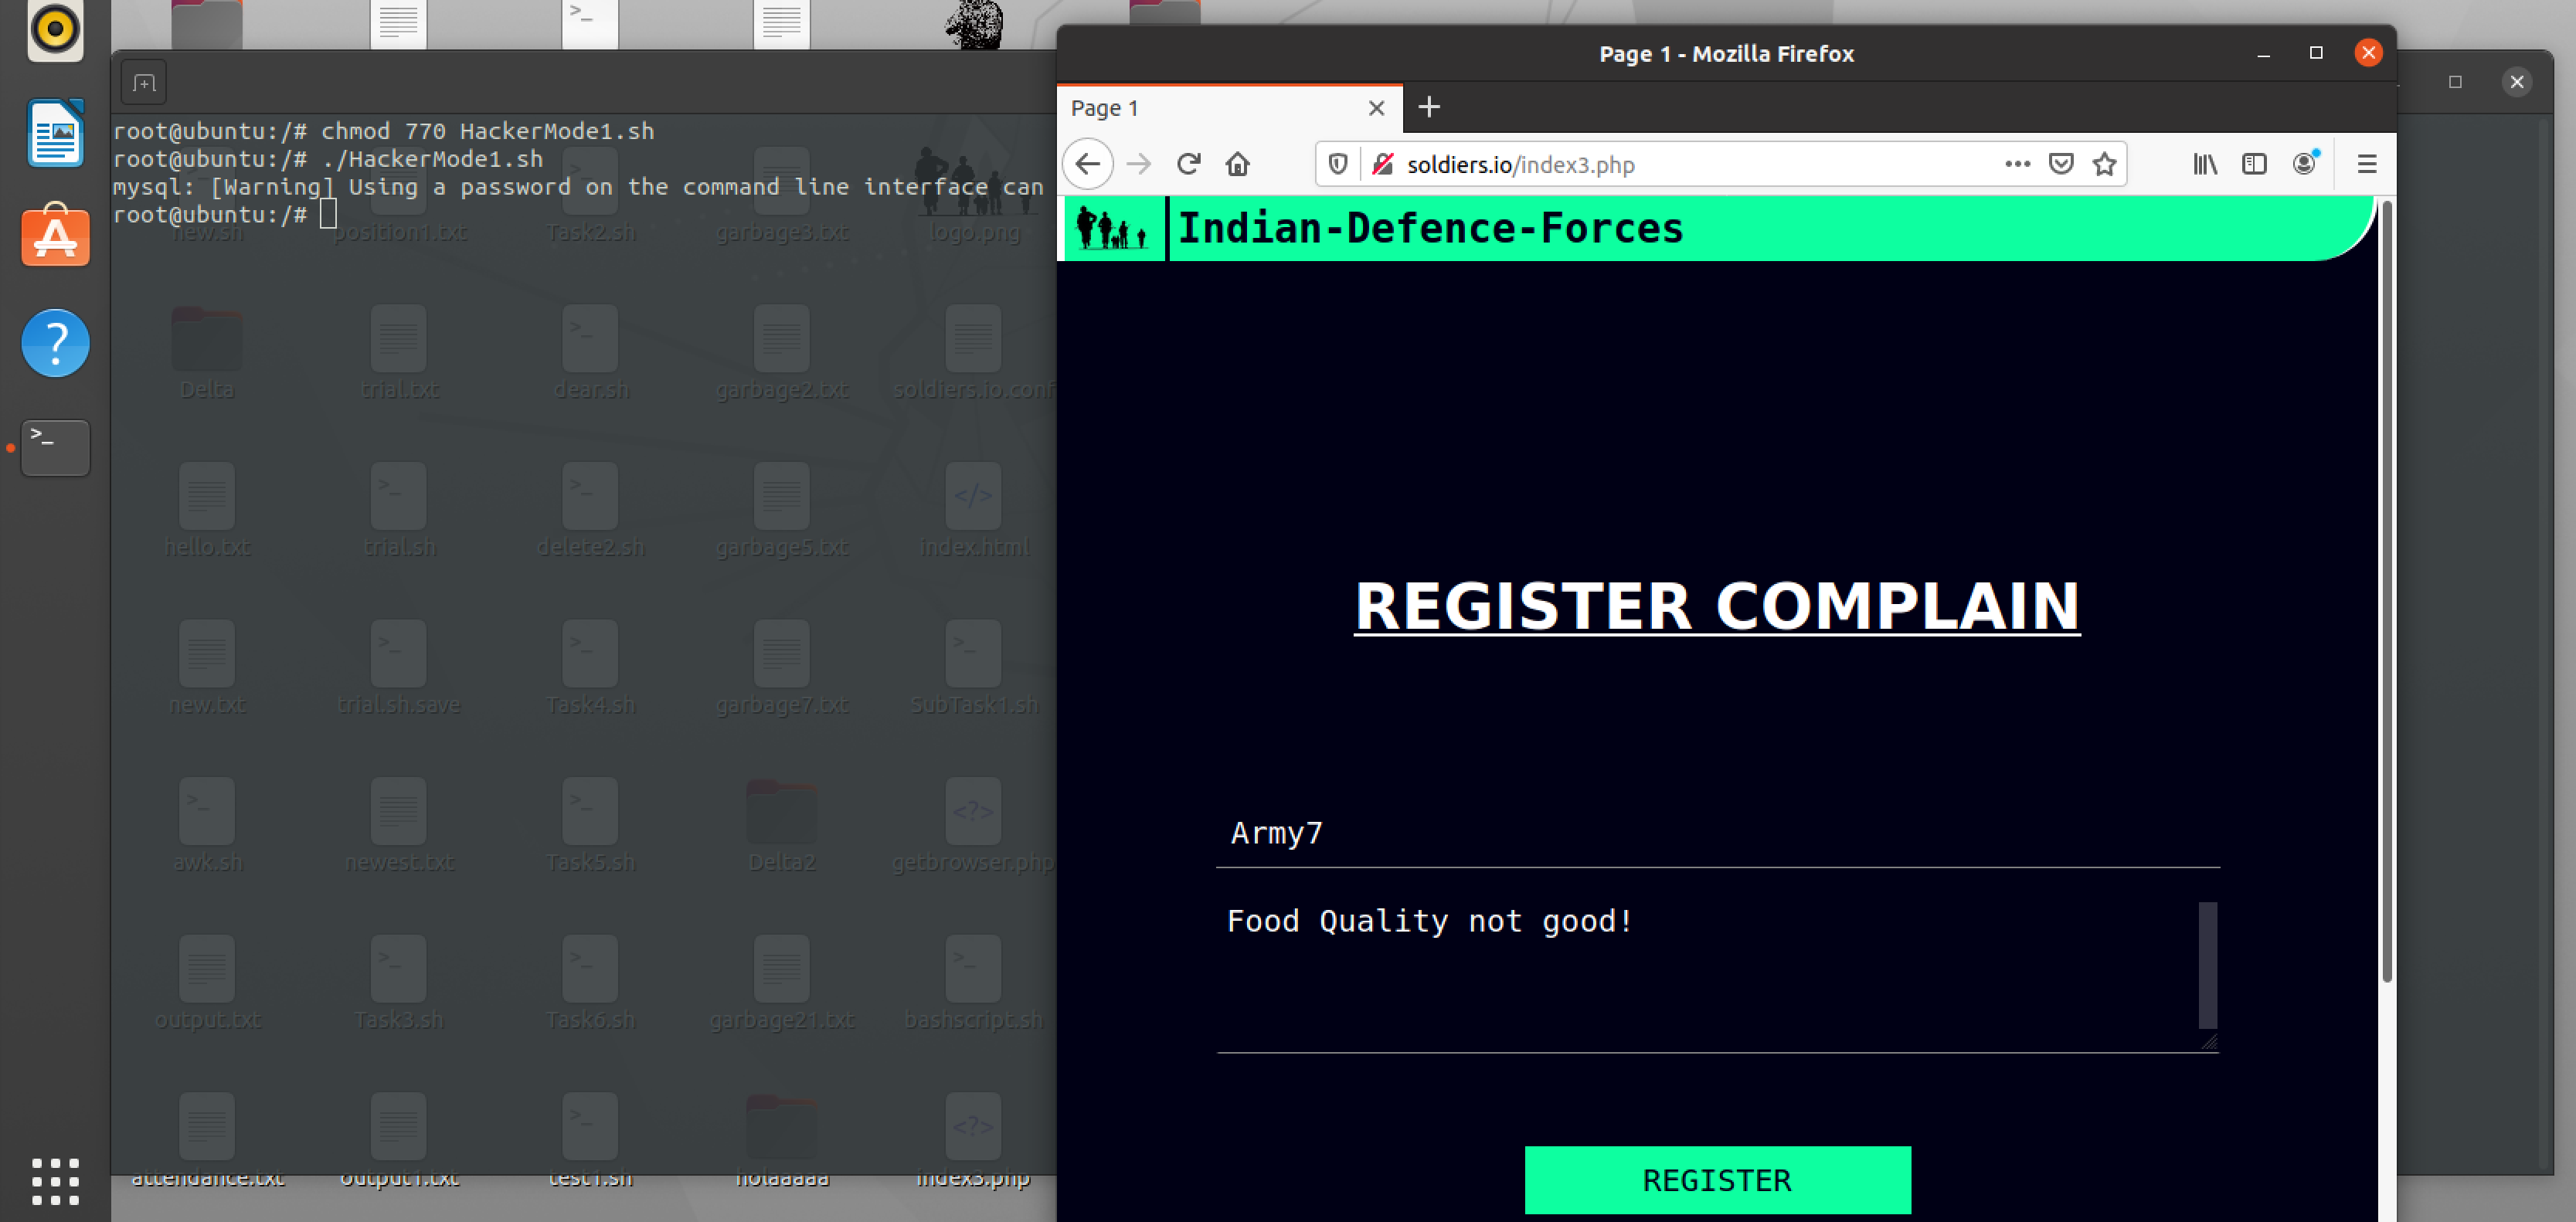 root@ubuntu:/# chmod 770 HackerMode1.sh
root@ubuntu:/# ./HackerMode1.sh
mysql: [Warning] Using a password on the command line interface can
root@ubuntu:/#
new.sh position1.txt Task2.sh garbage3.txt logo.png
Delta trial.txt dear.sh garbage2.txt soldiers.io.conf
hello.txt trial.sh delete2.sh garbage5.txt index.html
new.txt trial.sh.save Task4.sh garbage7.txt SubTask1.sh
awk.sh newest.txt Task5.sh Delta2 getbrowser.php
output.txt Task3.sh Task6.sh garbage21.txt bashscript.sh
attendance.txt output1.txt test1.sh holaaaaa index3.php
Page 1 - Mozilla Firefox
Page 1
soldiers.io/index3.php
Indian-Defence-Forces
REGISTER COMPLAIN
Army7
Food Quality not good!
REGISTER